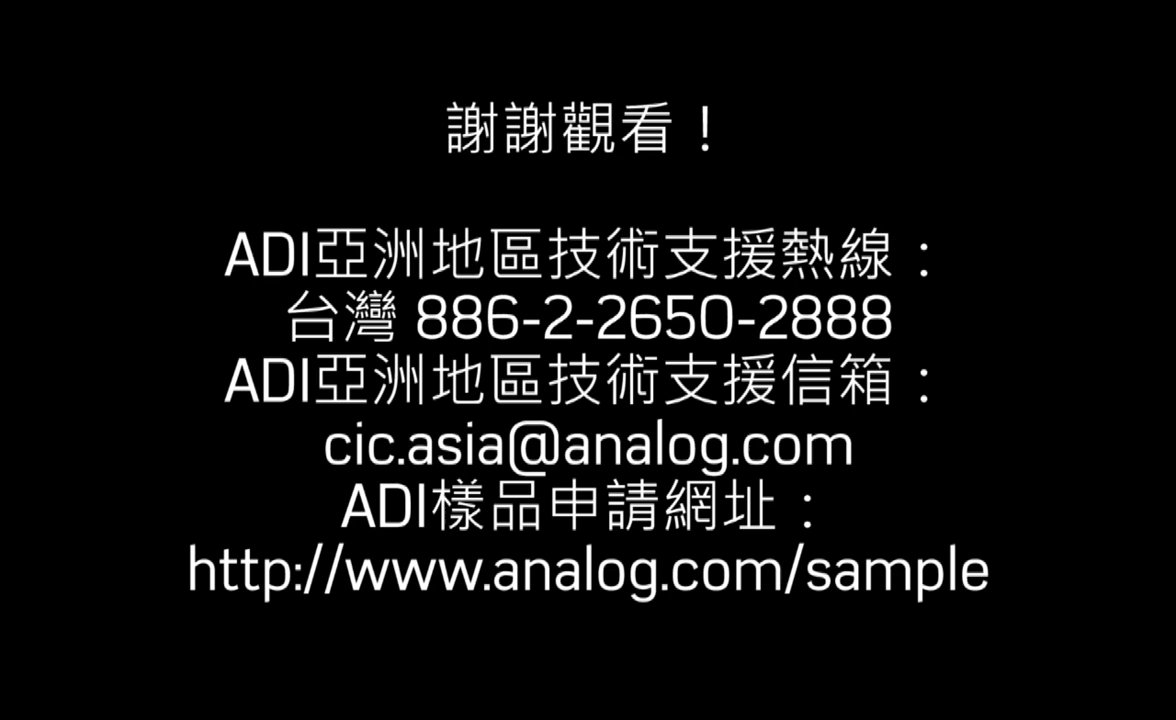 謝謝觀看！
ADI亞洲地區技術支援熱線：
台灣 886-2-2650-2888
ADI亞洲地區技術支援信箱：
cic.asia@analog.com
ADI樣品申請網址：
http://www.analog.com/sample